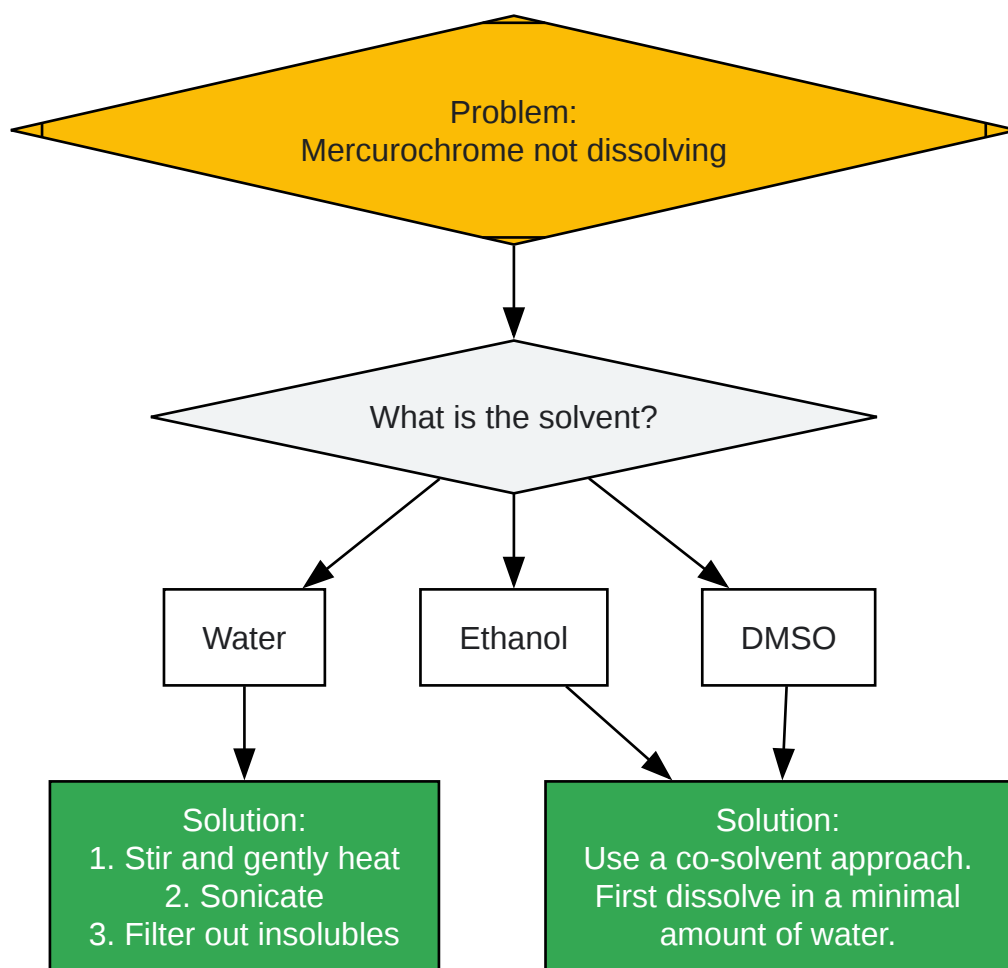 Problem:
Mercurochrome not dissolving
What is the solvent?
Water
Ethanol
DMSO
Solution:
1. Stir and gently heat
2. Sonicate
3. Filter out insolubles
Solution:
Use a co-solvent approach.
First dissolve in a minimal
amount of water.